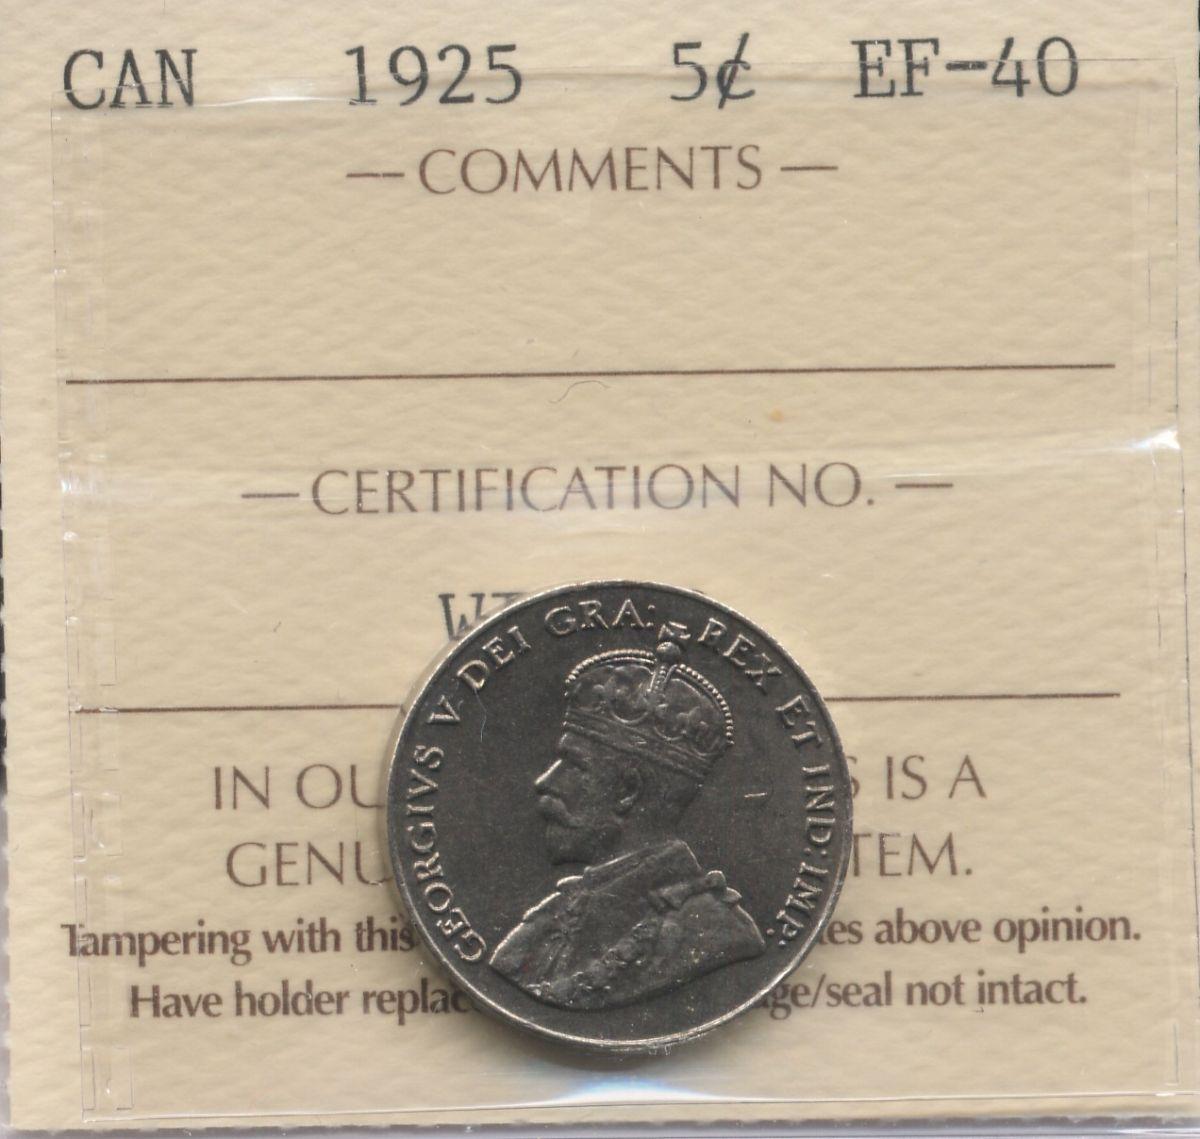 CAN 1925 5¢ EF-40
— COMMENTS —
— CERTIFICATION NO. —
GEORGIVS V DEI GRA: REX ET IND: IMP:
IN OU S IS A
GENU TEM.
Tampering with this es above opinion.
Have holder replac ge/seal not intact.